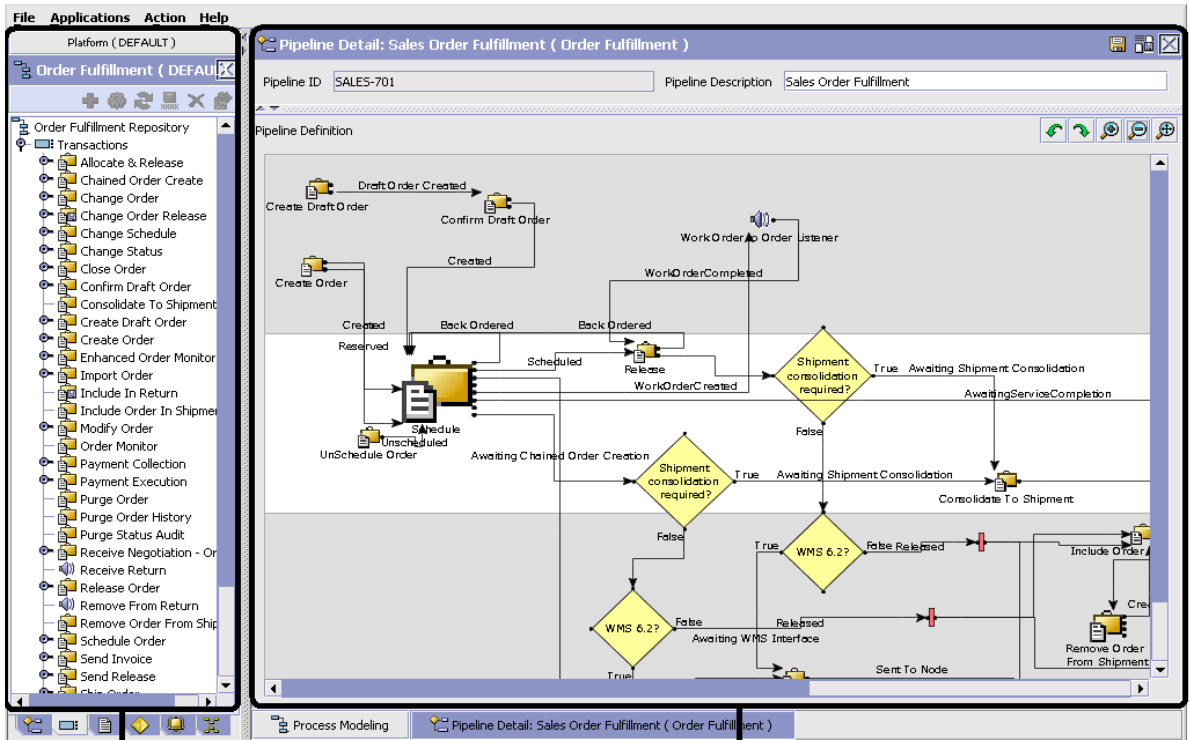 File Applications Action Help
Platform ( DEFAULT )
Order Fulfillment ( DEFAU
Order Fulfillment Repository
Transactions
Allocate & Release
Chained Order Create
Change Order
Change Order Release
Change Schedule
Change Status
Close Order
Confirm Draft Order
Consolidate To Shipment
Create Draft Order
Create Order
Enhanced Order Monitor
Import Order
Include In Return
Include Order In Shipmen
Modify Order
Order Monitor
Payment Collection
Payment Execution
Purge Order
Purge Order History
Purge Status Audit
Receive Negotiation - Or
Receive Return
Release Order
Remove From Return
Remove Order From Ship
Schedule Order
Send Invoice
Send Release
Ship Order
Pipeline Detail: Sales Order Fulfillment ( Order Fulfillment )
Pipeline ID SALES-701 Pipeline Description Sales Order Fulfillment
Pipeline Definition
Draft Order Created
Create Draft Order
Confirm Draft Order
Work Order to Order Listener
Created
WorkOrderCompleted
Create Order
Created
Back Ordered
Back Ordered
Reserved
Scheduled
Release
Shipment
consolidation
required?
True Awaiting Shipment Consolidation
WorkOrderCreated
AwaitingServiceCompletion
Schedule
Unscheduled
UnSchedule Order
False
Awaiting Chained Order Creation
Shipment
consolidation
required?
True Awaiting Shipment Consolidation
Consolidate To Shipment
False
True
WMS 6.2?
False Released
Include Order
Crea
WMS 6.2?
False
Released
Awaiting WMS Interface
Remove Order
From Shipment
Sent To Node
True
Process Modeling
Pipeline Detail: Sales Order Fulfillment ( Order Fulfillment )